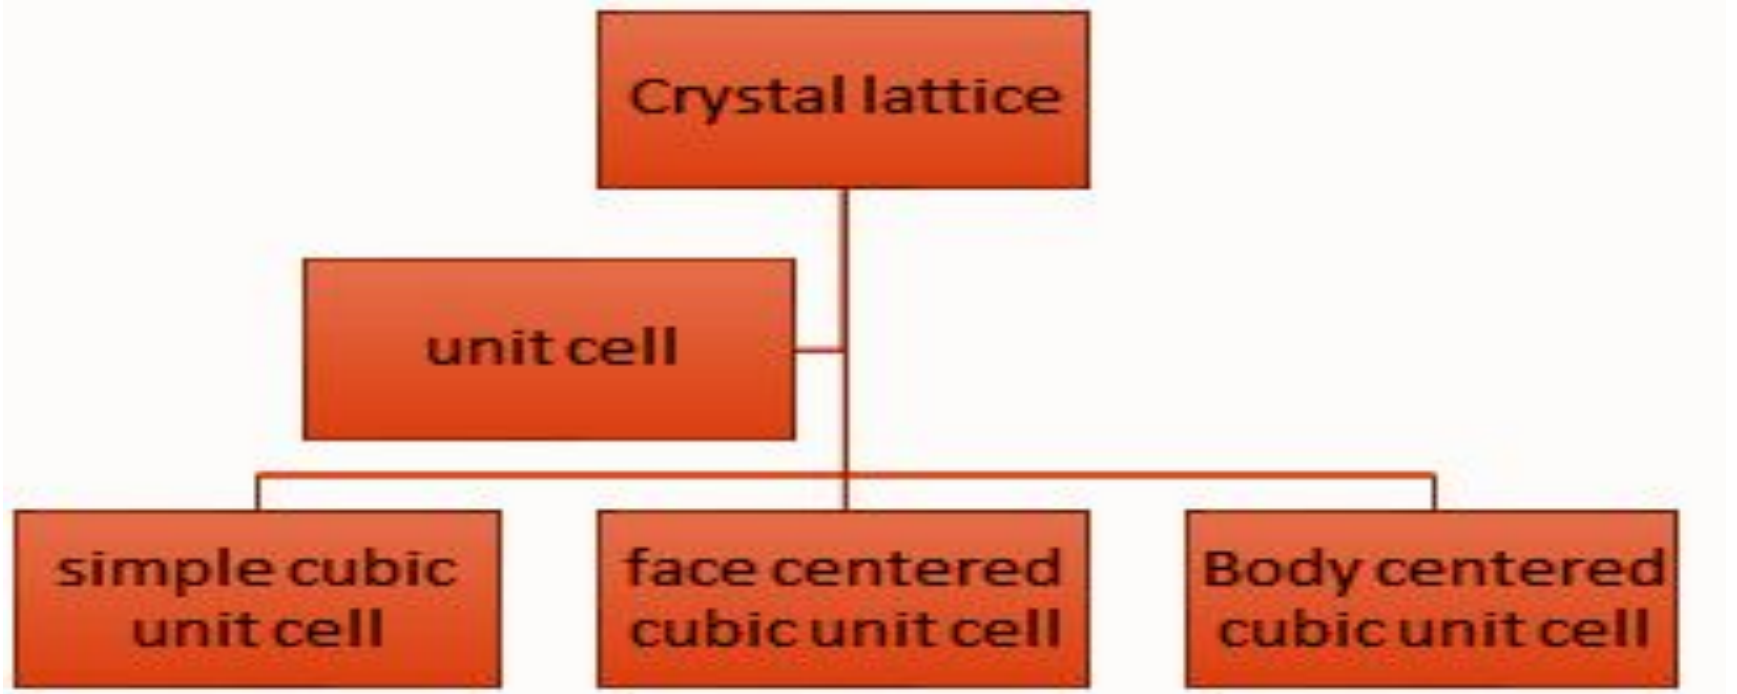 Crystal lattice
unit cell
simple cubic
unit cell
face centered
cubic unit cell
Body centered
cubic unit cell